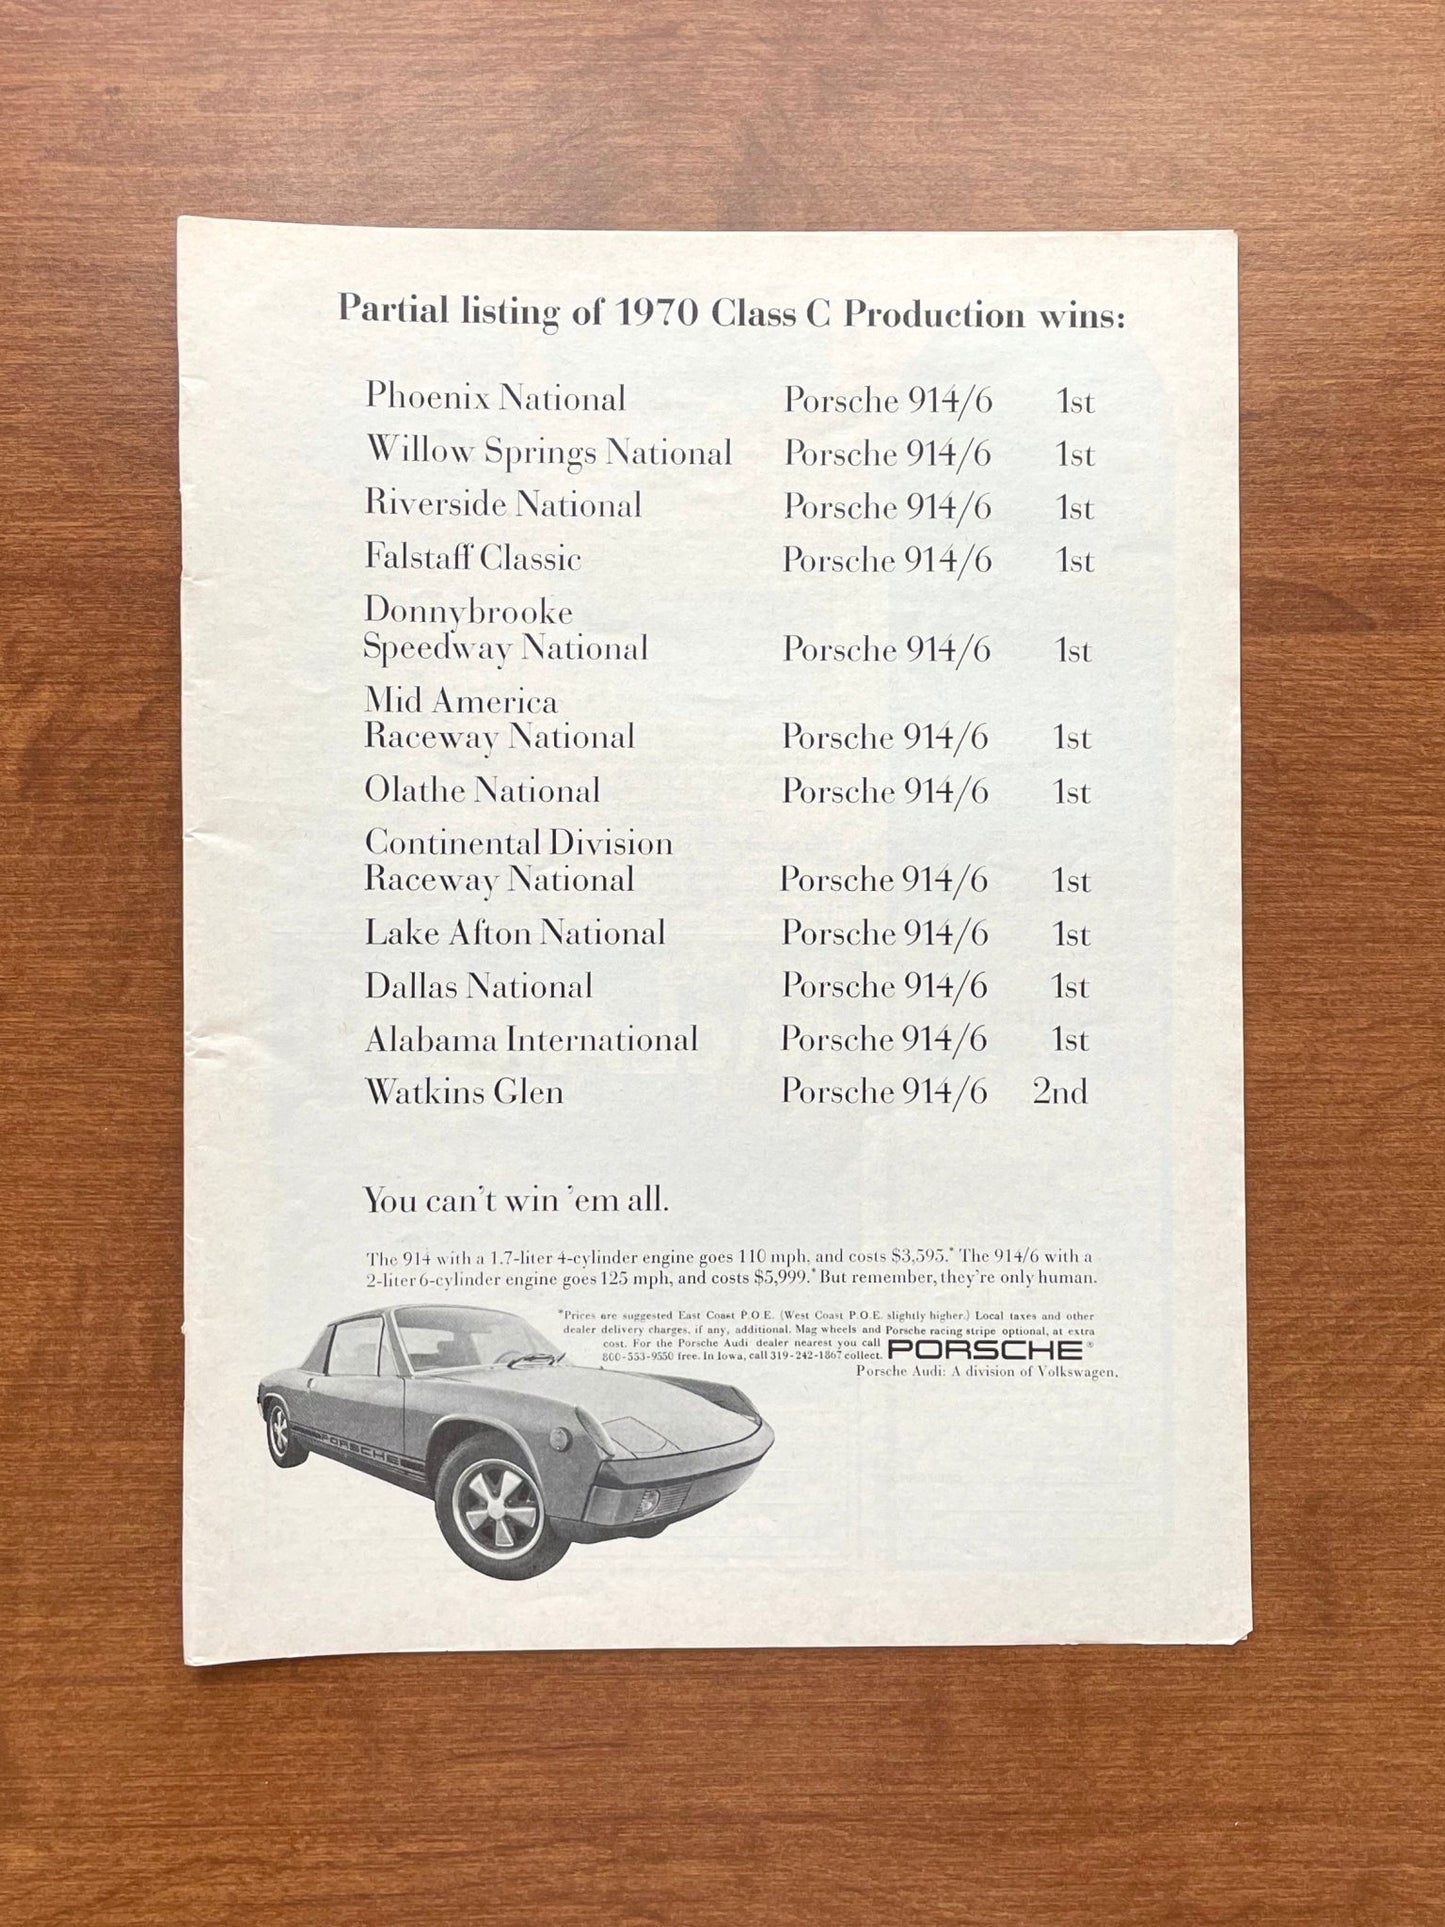 Partial listing of 1970 Class C Production wins:
Phoenix National Porsche 914/6 1st
Willow Springs National Porsche 914/6 1st
Riverside National Porsche 914/6 1st
Falstaff Classic Porsche 914/6 1st
Donnybrooke
Speedway National Porsche 914/6 1st
Mid America
Raceway National Porsche 914/6 1st
Olathe National Porsche 914/6 1st
Continental Division
Raceway National Porsche 914/6 1st
Lake Afton National Porsche 914/6 1st
Dallas National Porsche 914/6 1st
Alabama International Porsche 914/6 1st
Watkins Glen Porsche 914/6 2nd
You can't win 'em all.
The 914 with a 1.7-liter 4-cylinder engine goes 110 mph, and costs $3,595.* The 914/6 with a
2-liter 6-cylinder engine goes 125 mph, and costs $5,999.* But remember, they're only human.
*Prices are suggested East Coast P.O.E. (West Coast P.O.E. slightly higher.) Local taxes and other
dealer delivery charges, if any, additional. Mag wheels and Porsche racing stripe optional, at extra
cost. For the Porsche Audi dealer nearest you call
800-553-9550 free. In Iowa, call 319-242-1867 collect.
PORSCHE®
Porsche Audi: A division of Volkswagen.
PORSCHE